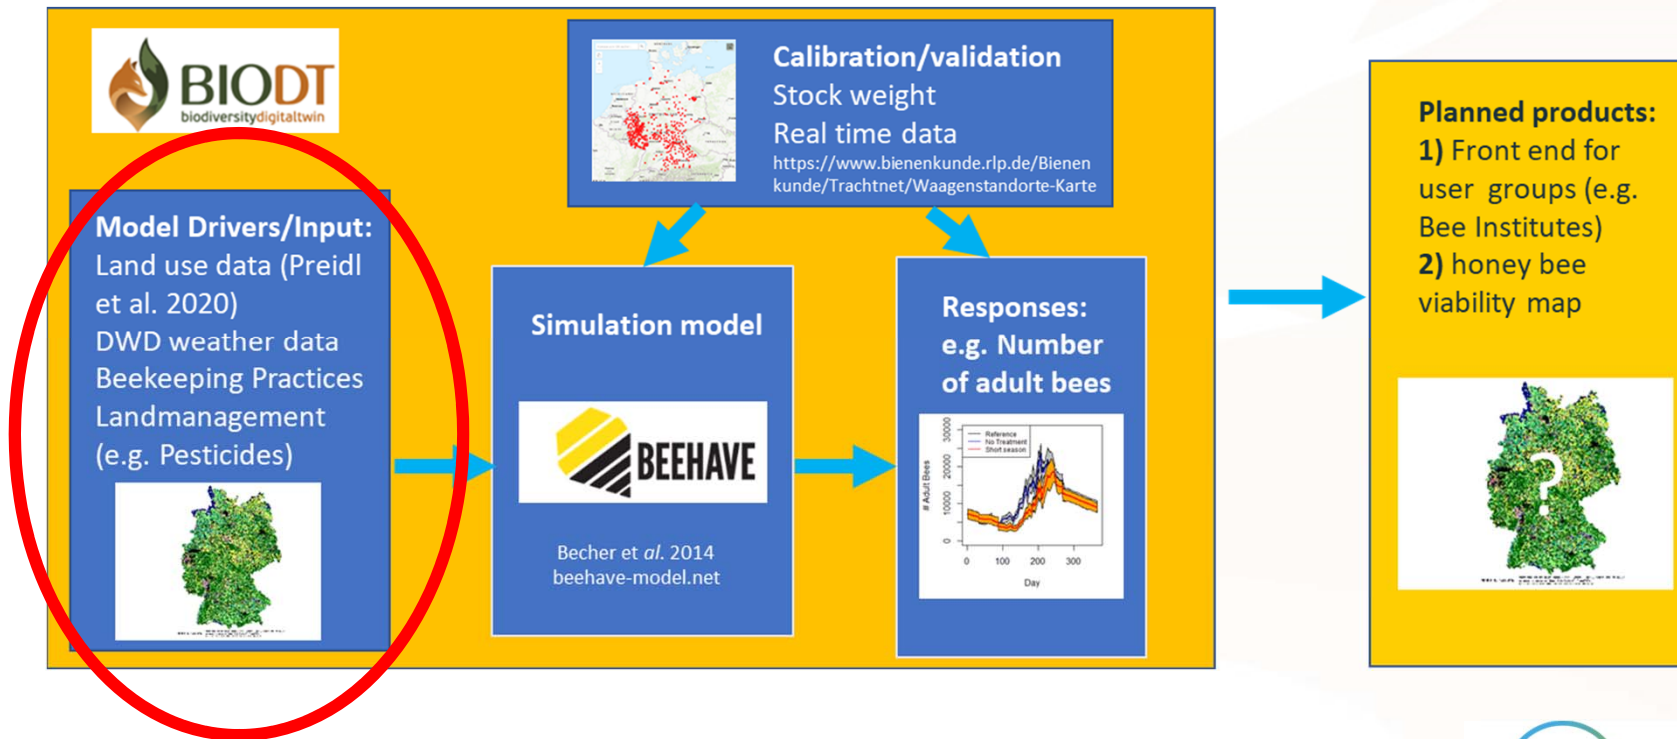 BIODT
biodiversitydigitaltwin
Model Drivers/Input:
Land use data (Preidl
et al. 2020)
DWD weather data
Beekeeping Practices
Landmanagement
(e.g. Pesticides)
Calibration/validation
Stock weight
Real time data
https://www.bienenkunde.rlp.de/Bienen
kunde/Trachtnet/Waagenstandorte-Karte
Simulation model
BEEHAVE
Becher et al. 2014
beehave-model.net
Responses:
e.g. Number
of adult bees
Reference
No Treatment
Short season
# Adult Bees
30000
20000
10000
0
0 100 200 300
Day
Planned products:
1) Front end for
user groups (e.g.
Bee Institutes)
2) honey bee
viability map
?